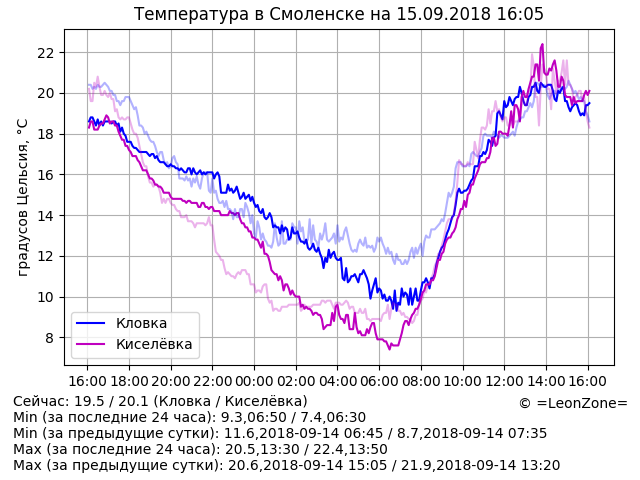 Температура в Смоленске на 15.09.2018 16:05
градусов Цельсия, °C
22
20
18
16
14
12
10
8
Кловка
Киселёвка
16:00 18:00 20:00 22:00 00:00 02:00 04:00 06:00 08:00 10:00 12:00 14:00 16:00
Сейчас: 19.5 / 20.1 (Кловка / Киселёвка)
© =LeonZone=
Min (за последние 24 часа): 9.3,06:50 / 7.4,06:30
Min (за предыдущие сутки): 11.6,2018-09-14 06:45 / 8.7,2018-09-14 07:35
Max (за последние 24 часа): 20.5,13:30 / 22.4,13:50
Max (за предыдущие сутки): 20.6,2018-09-14 15:05 / 21.9,2018-09-14 13:20